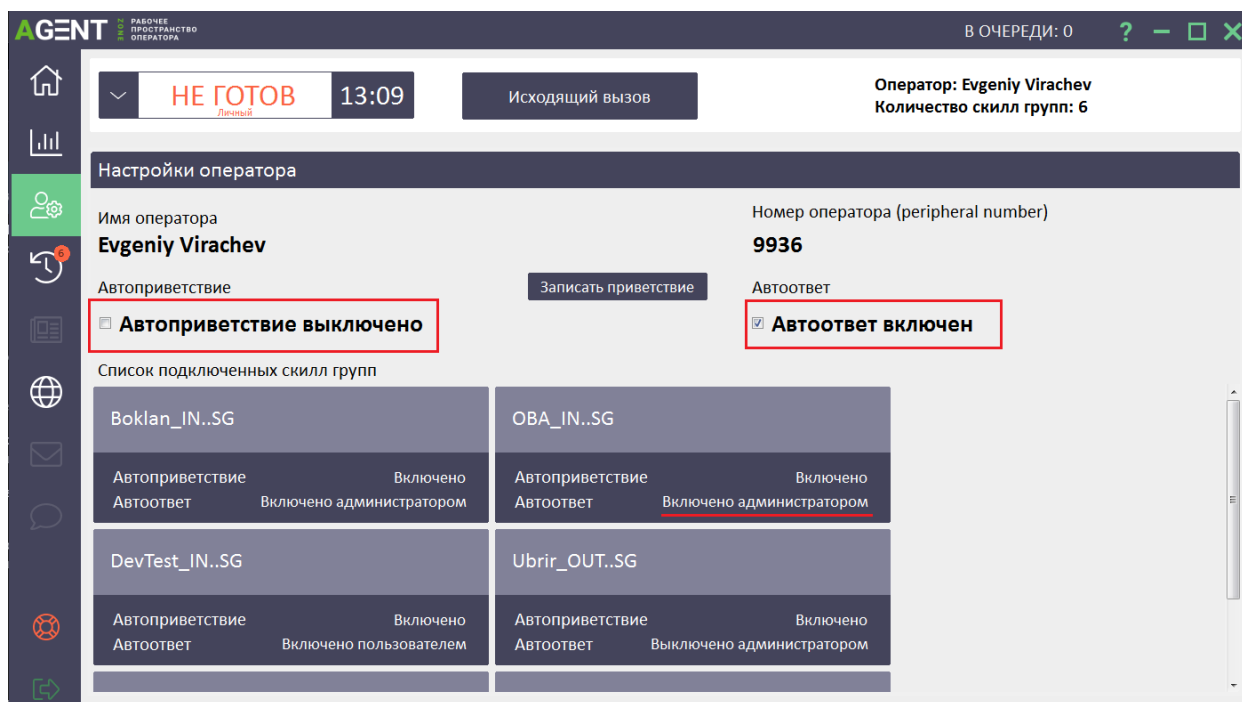 AGENT ZONE РАБОЧЕЕ
ПРОСТРАНСТВО
ОПЕРАТОРА
В ОЧЕРЕДИ: 0
?
НЕ ГОТОВ
Личный
13:09
Исходящий вызов
Оператор: Evgeniy Virachev
Количество скилл групп: 6
Настройки оператора
Имя оператора
Evgeniy Virachev
Номер оператора (peripheral number)
9936
6
Автоприветствие
Записать приветствие
Автоответ
Автоприветствие выключено
Автоответ включен
Список подключенных скилл групп
Boklan_IN..SG
Автоприветствие Включено
Автоответ Включено администратором
OBA_IN..SG
Автоприветствие Включено
Автоответ Включено администратором
DevTest_IN..SG
Автоприветствие Включено
Автоответ Включено пользователем
Ubrir_OUT..SG
Автоприветствие Включено
Автоответ Выключено администратором